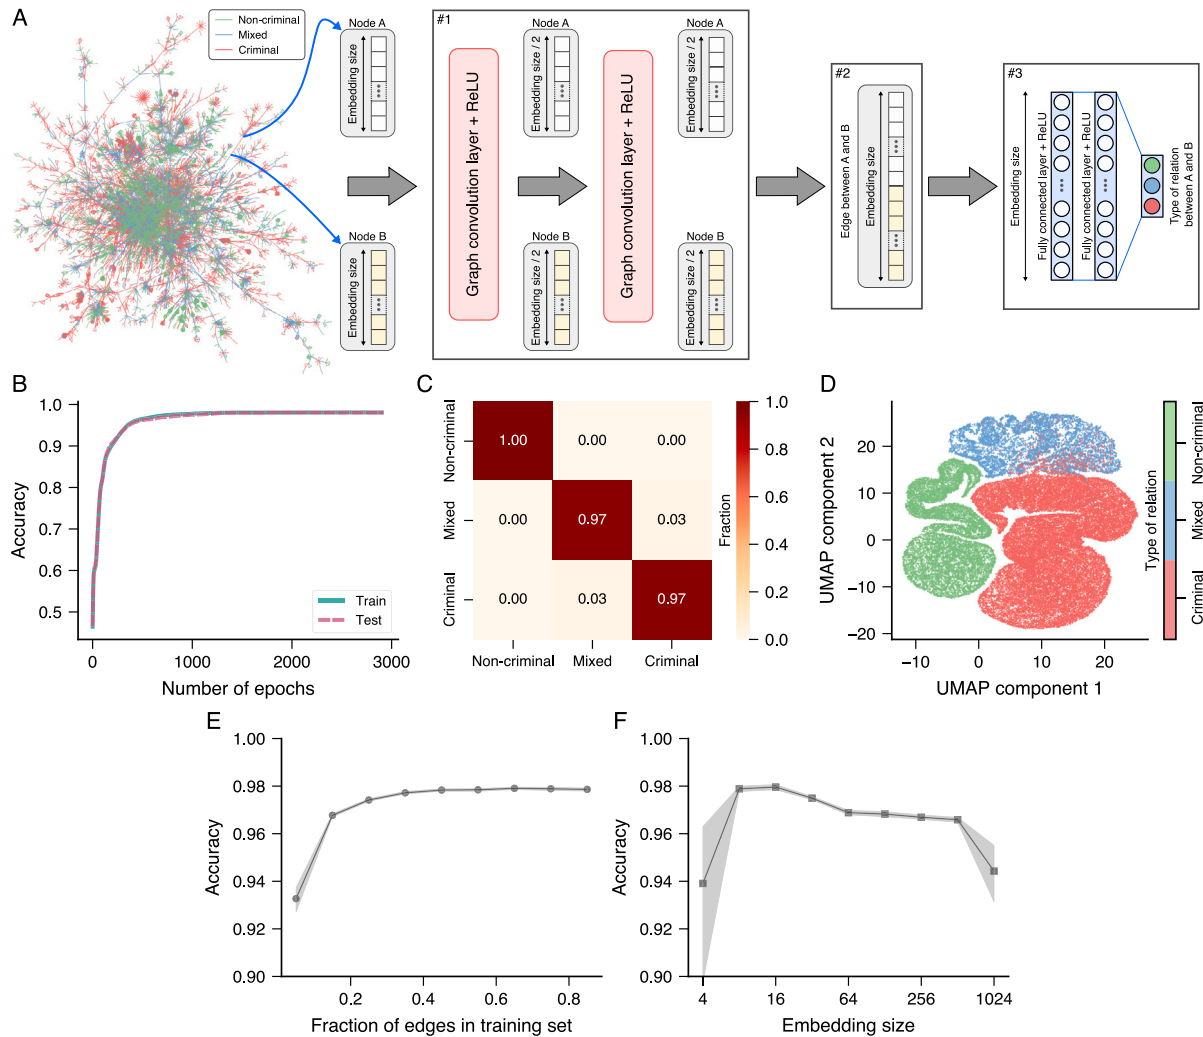 A
Non-criminal
Mixed
Criminal
Node A
Embedding size
Node B
Embedding size
#1
Graph convolution layer + ReLU
Node A
Embedding size / 2
Node B
Embedding size / 2
Graph convolution layer + ReLU
Node A
Embedding size / 2
Node B
Embedding size / 2
#2
Edge between A and B
Embedding size
#3
Embedding size
Fully connected layer + ReLU
Fully connected layer + ReLU
Type of relation
between A and B
B
Accuracy
1.0
0.9
0.8
0.7
0.6
0.5
Train
Test
0 1000 2000 3000
Number of epochs
C
Non-criminal
Mixed
Criminal
1.00 0.00 0.00
0.00 0.97 0.03
0.00 0.03 0.97
Non-criminal Mixed Criminal
Fraction
1.0
0.8
0.6
0.4
0.2
0.0
D
UMAP component 2
20
10
0
−10
−20
−10 0 10 20
UMAP component 1
Type of relation
Non-criminal
Mixed
Criminal
E
Accuracy
1.00
0.98
0.96
0.94
0.92
0.90
0.2 0.4 0.6 0.8
Fraction of edges in training set
F
Accuracy
1.00
0.98
0.96
0.94
0.92
0.90
4 16 64 256 1024
Embedding size